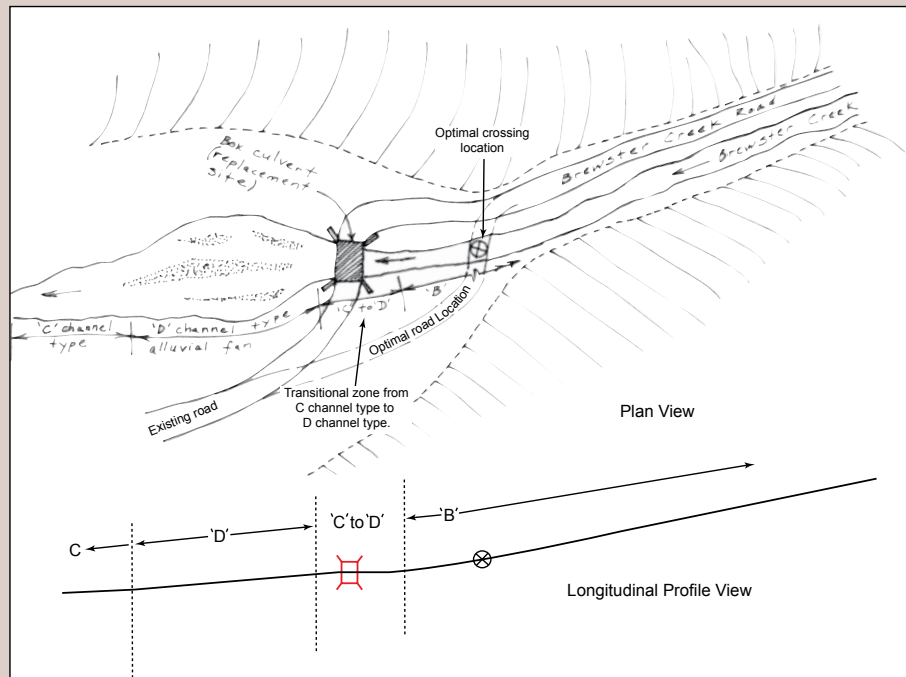 Optimal crossing
location
Box culvert
(replacement
site)
Brewster Creek Road
Brewster Creek
'C' to 'D'
'B'
'C' channel
type
'D' channel type
alluvial fan
Optimal road Location
Existing road
Transitional zone from
C channel type to
D channel type.
Plan View
C
'D'
'C' to 'D'
'B'
Longitudinal Profile View